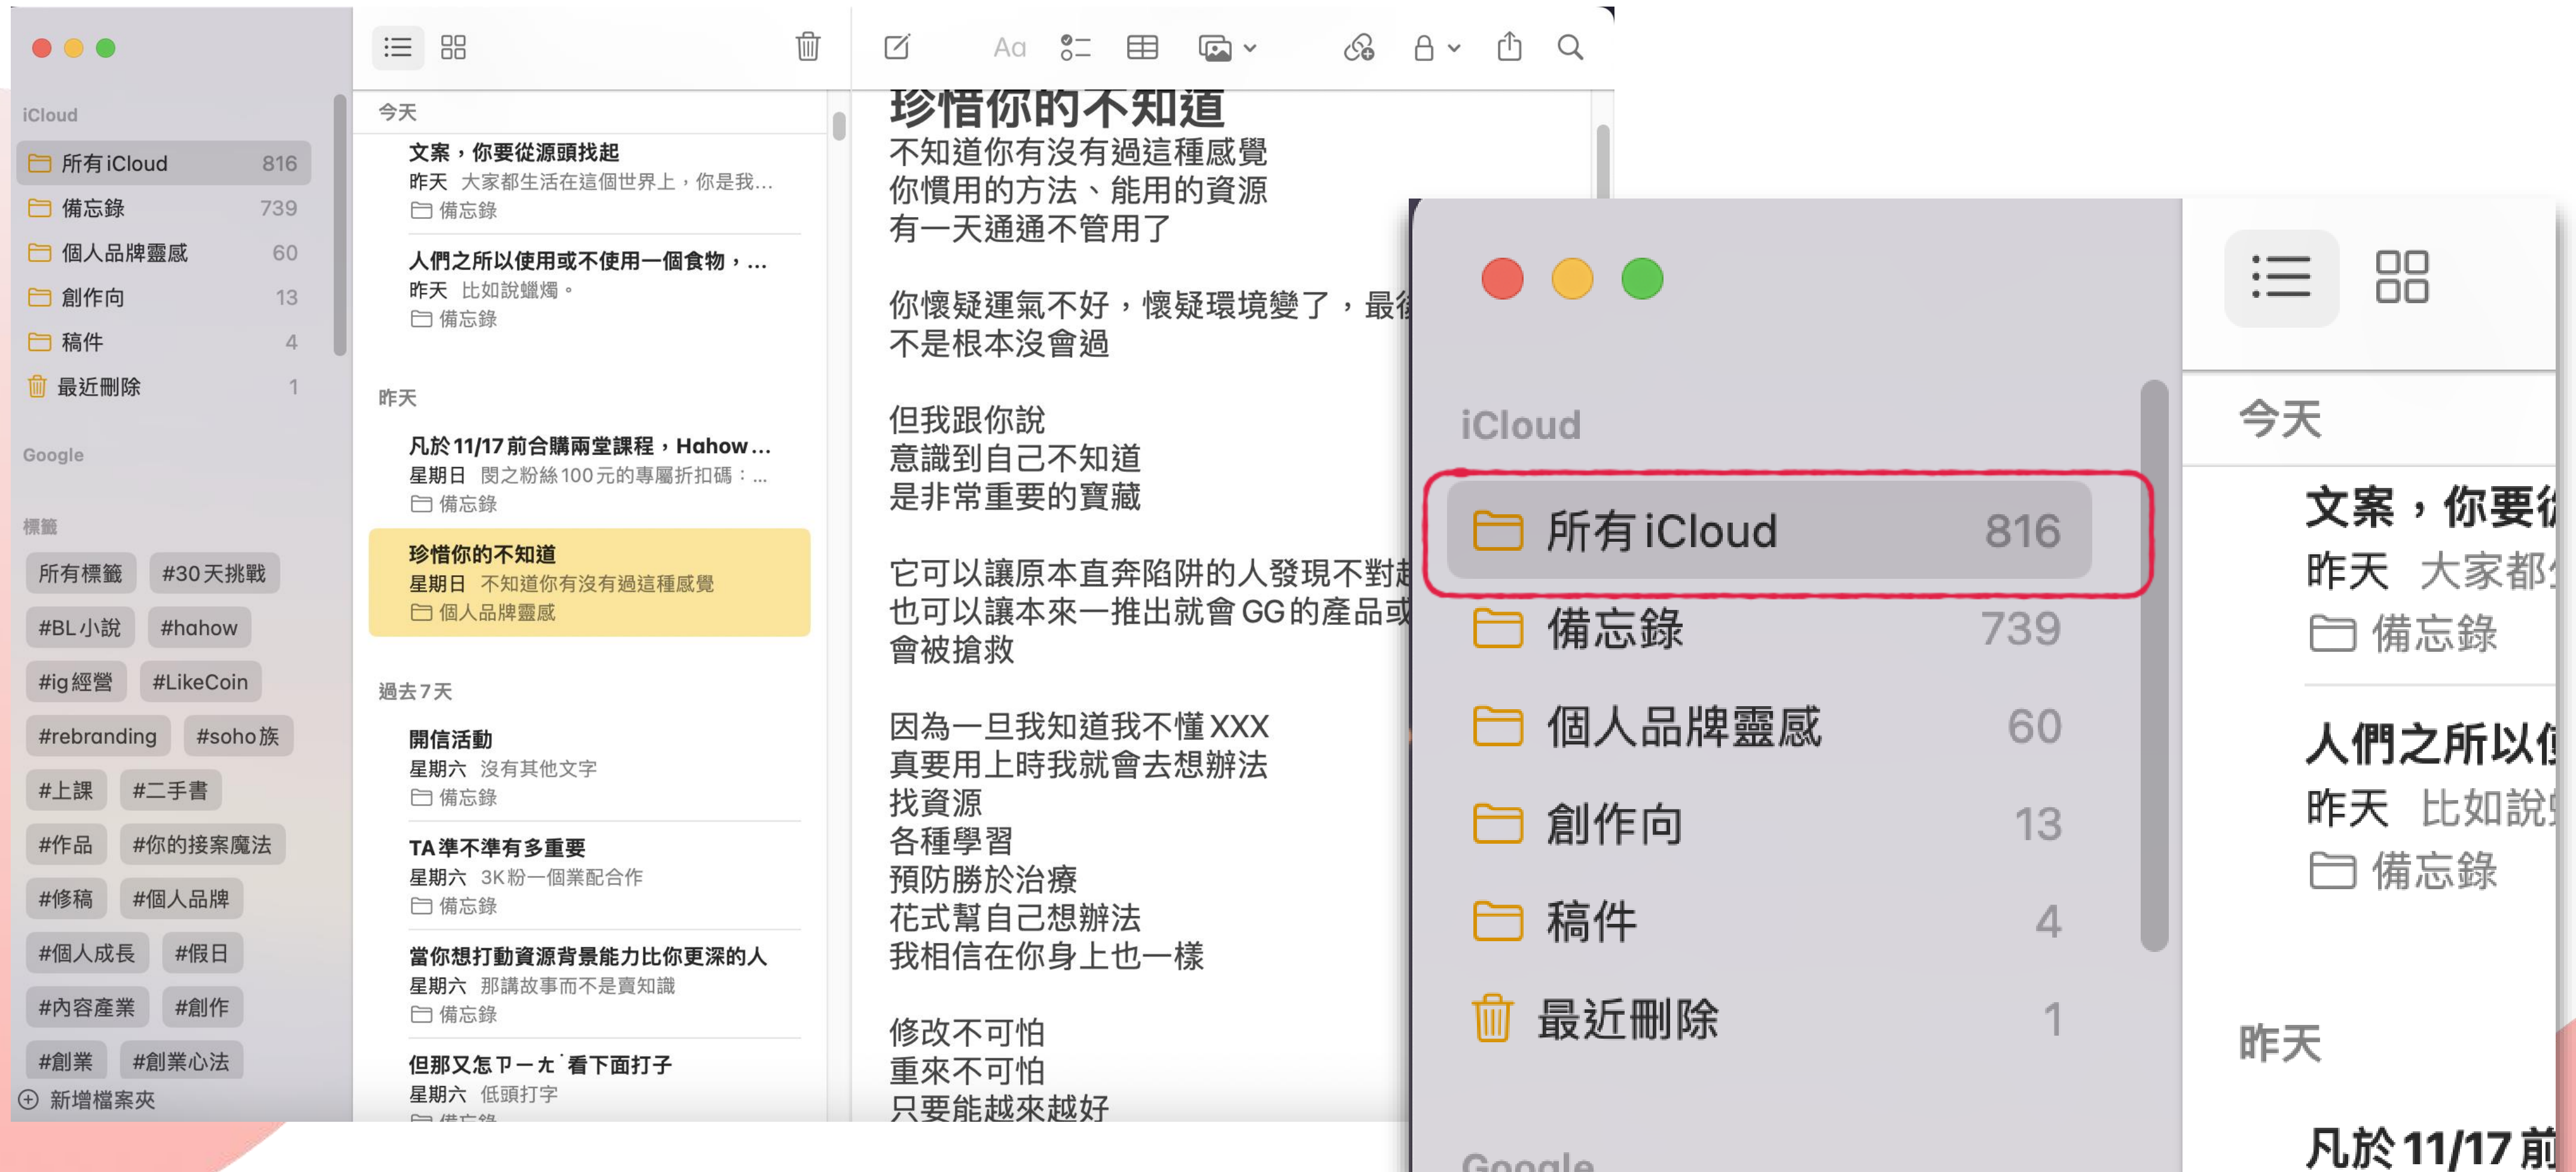 iCloud
所有 iCloud 816
備忘錄 739
個人品牌靈感 60
創作向 13
稿件 4
最近刪除 1
Google
標籤
所有標籤 #30天挑戰
#BL小說 #hahow
#ig經營 #LikeCoin
#rebranding #soho族
#上課 #二手書
#作品 #你的接案魔法
#修稿 #個人品牌
#個人成長 #假日
#內容產業 #創作
#創業 #創業心法
新增檔案夾
今天
文案，你要從源頭找起
昨天 大家都生活在這個世界上，你是我...
備忘錄
人們之所以使用或不使用一個食物，...
昨天 比如說蠟燭。
備忘錄
昨天
凡於11/17前合購兩堂課程，Hahow...
星期日 閔之粉絲100元的專屬折扣碼：...
備忘錄
珍惜你的不知道
星期日 不知道你有沒有過這種感覺
個人品牌靈感
過去7天
開信活動
星期六 沒有其他文字
備忘錄
TA準不準有多重要
星期六 3K粉一個業配合作
備忘錄
當你想打動資源背景能力比你更深的人
星期六 那講故事而不是賣知識
備忘錄
但那又怎ㄗㄧㄤˋ看下面打子
星期六 低頭打字
備忘錄
Aa
珍惜你的不知道
不知道你有沒有過這種感覺
你慣用的方法、能用的資源
有一天通通不管用了
你懷疑運氣不好，懷疑環境變了，最後
不是根本沒會過
但我跟你說
意識到自己不知道
是非常重要的寶藏
它可以讓原本直奔陷阱的人發現不對
也可以讓本來一推出就會GG的產品或
會被搶救
因為一旦我知道我不懂XXX
真要用上時我就會去想辦法
找資源
各種學習
預防勝於治療
花式幫自己想辦法
我相信在你身上也一樣
修改不可怕
重來不可怕
只要能越來越好
iCloud
所有 iCloud 816
備忘錄 739
個人品牌靈感 60
創作向 13
稿件 4
最近刪除 1
Google
今天
文案，你要從
昨天 大家都
備忘錄
人們之所以使
昨天 比如說
備忘錄
昨天
凡於11/17前